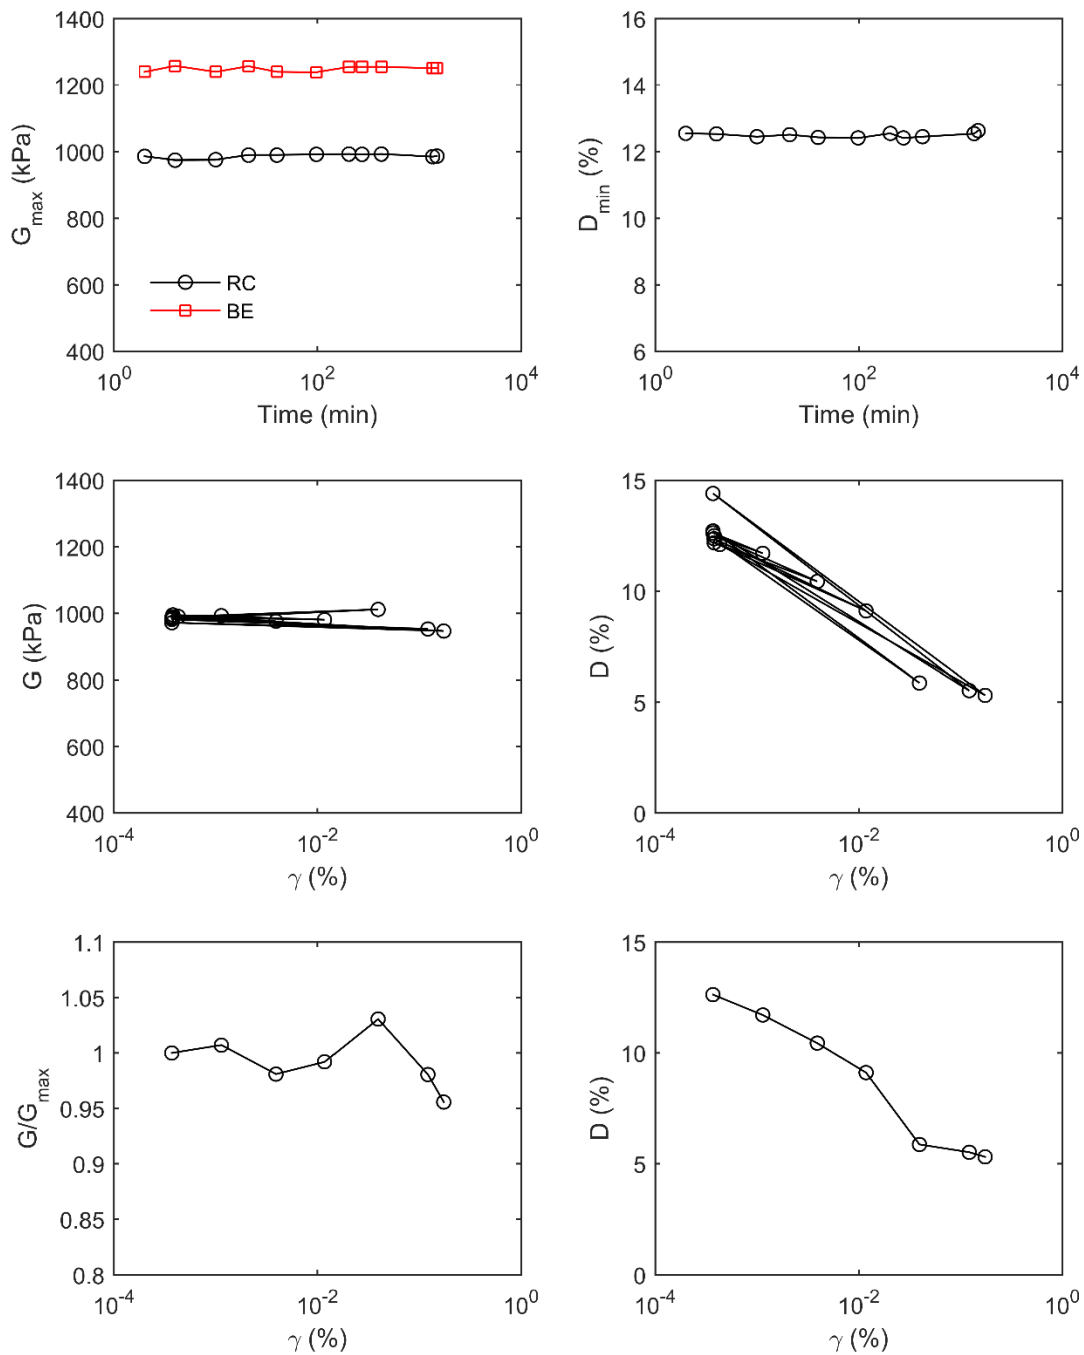 1400
1200
1000
800
600
400
G_max (kPa)
RC
BE
10^0 10^2 10^4
Time (min)
16
14
12
10
8
6
D_min (%)
10^0 10^2 10^4
Time (min)
1400
1200
1000
800
600
400
G (kPa)
10^-4 10^-2 10^0
γ (%)
15
10
5
0
D (%)
10^-4 10^-2 10^0
γ (%)
1.1
1.05
1
0.95
0.9
0.85
0.8
G/G_max
10^-4 10^-2 10^0
γ (%)
15
10
5
0
D (%)
10^-4 10^-2 10^0
γ (%)